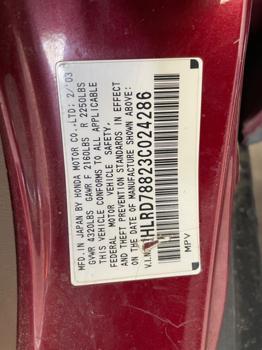 MFD. IN JAPAN BY HONDA MOTOR CO.,LTD: 2/03
GVWR 4320LBS GAWR F 2160LBS R 2250LBS
THIS VEHICLE CONFORMS TO ALL APPLICABLE
FEDERAL MOTOR VEHICLE SAFETY,
AND THEFT PREVENTION STANDARDS IN EFFECT
ON THE DATE OF MANUFACTURE SHOWN ABOVE:
V.I.NO. HLRD78823C024286
MPV